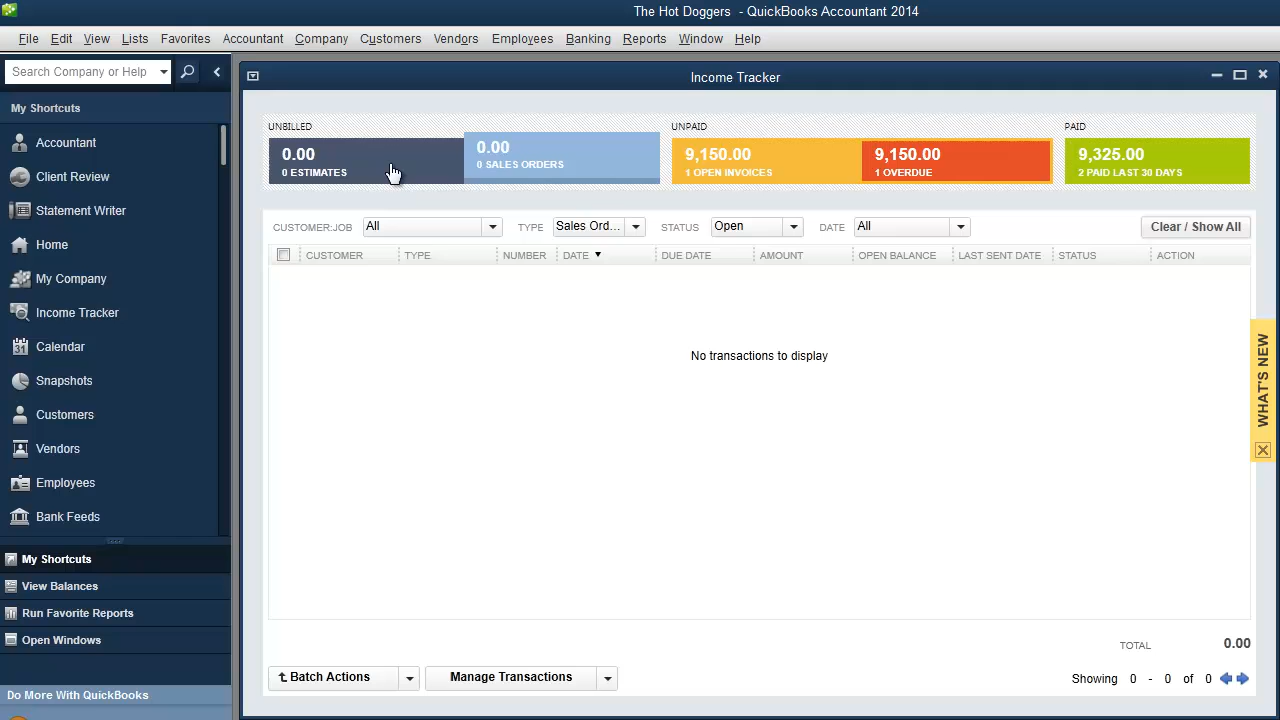 The Hot Doggers - QuickBooks Accountant 2014
File Edit View Lists Favorites Accountant Company Customers Vendors Employees Banking Reports Window Help
Search Company or Help
My Shortcuts
Accountant
Client Review
Statement Writer
Home
My Company
Income Tracker
Calendar
Snapshots
Customers
Vendors
Employees
Bank Feeds
My Shortcuts
View Balances
Run Favorite Reports
Open Windows
Do More With QuickBooks
Income Tracker
UNBILLED UNPAID PAID
0.00 0.00 9,150.00 9,150.00 9,325.00
0 ESTIMATES 0 SALES ORDERS 1 OPEN INVOICES 1 OVERDUE 2 PAID LAST 30 DAYS
CUSTOMER:JOB All TYPE Sales Ord... STATUS Open DATE All Clear / Show All
CUSTOMER TYPE NUMBER DATE DUE DATE AMOUNT OPEN BALANCE LAST SENT DATE STATUS ACTION
No transactions to display
WHAT'S NEW
TOTAL 0.00
Batch Actions Manage Transactions Showing 0 - 0 of 0
31